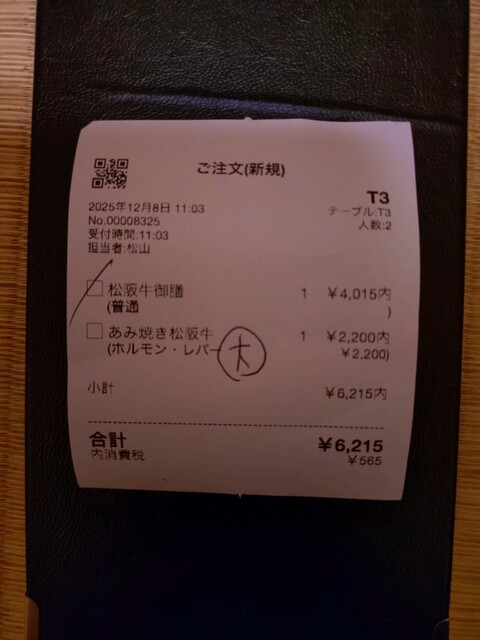 ご注文(新規)
T3
2025年12月8日 11:03
テーブル:T3
No.00008325
人数:2
受付時間:11:03
担当者:松山
松阪牛御膳 1 ¥4,015内
(普通 )
あみ焼き松阪牛 1 ¥2,200内
(ホルモン・レバー ¥2,200)
大
小計 ¥6,215内
合計 ¥6,215
内消費税 ¥565